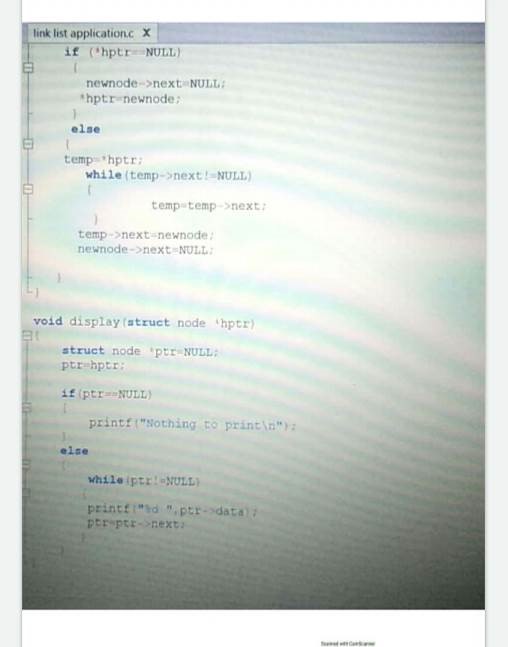 link list application.c X
if (*hptr==NULL)
{
newnode->next=NULL;
*hptr=newnode;
}
else
{
temp=*hptr;
while(temp->next!=NULL)
{
temp=temp->next;
}
temp->next=newnode;
newnode->next=NULL;
}
}
void display(struct node *hptr)
{
struct node *ptr=NULL;
ptr=hptr;
if(ptr==NULL)
{
printf("Nothing to print\n");
}
else
{
while(ptr!=NULL)
{
printf("%d ",ptr->data);
ptr=ptr->next;
}
}
}
Scanned with CamScanner